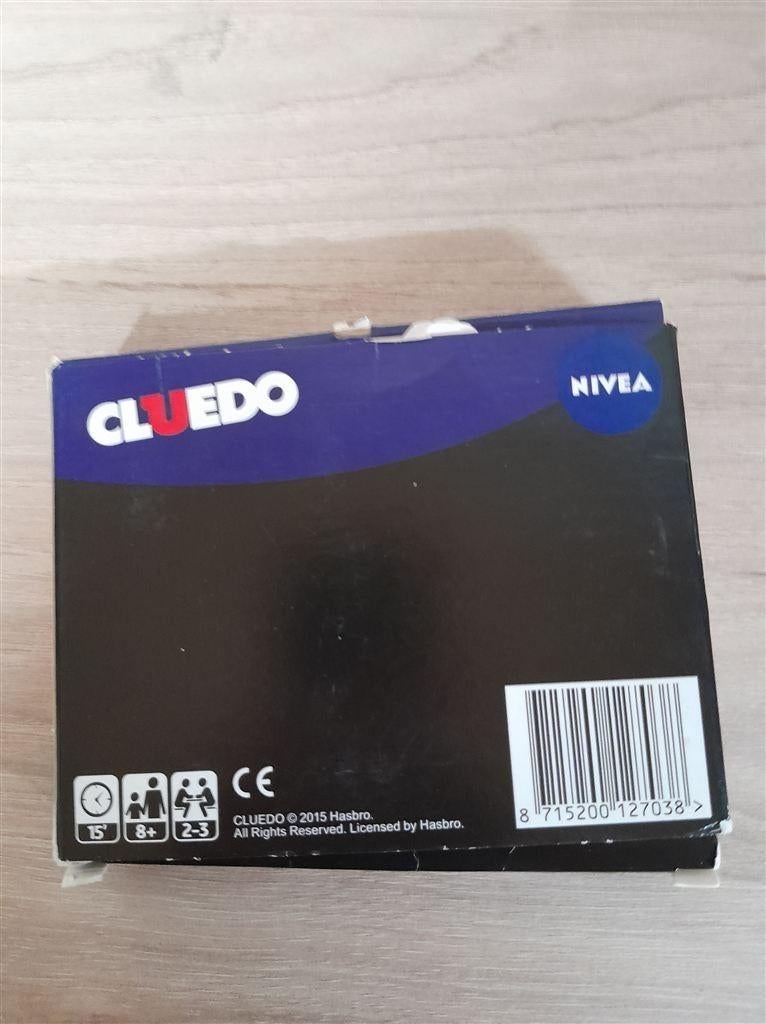 CLUEDO
NIVEA
15'
8+
2-3
CE
CLUEDO © 2015 Hasbro.
All Rights Reserved. Licensed by Hasbro.
8 715200 127038 >